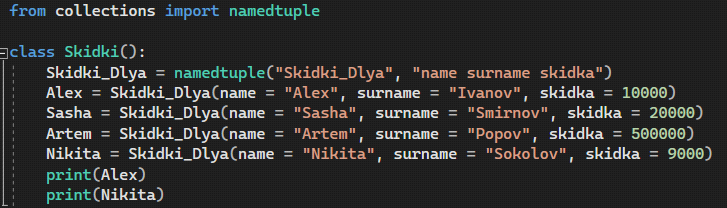 from collections import namedtuple
class Skidki():
Skidki_Dlya = namedtuple("Skidki_Dlya", "name surname skidka")
Alex = Skidki_Dlya(name = "Alex", surname = "Ivanov", skidka = 10000)
Sasha = Skidki_Dlya(name = "Sasha", surname = "Smirnov", skidka = 20000)
Artem = Skidki_Dlya(name = "Artem", surname = "Popov", skidka = 500000)
Nikita = Skidki_Dlya(name = "Nikita", surname = "Sokolov", skidka = 9000)
print(Alex)
print(Nikita)